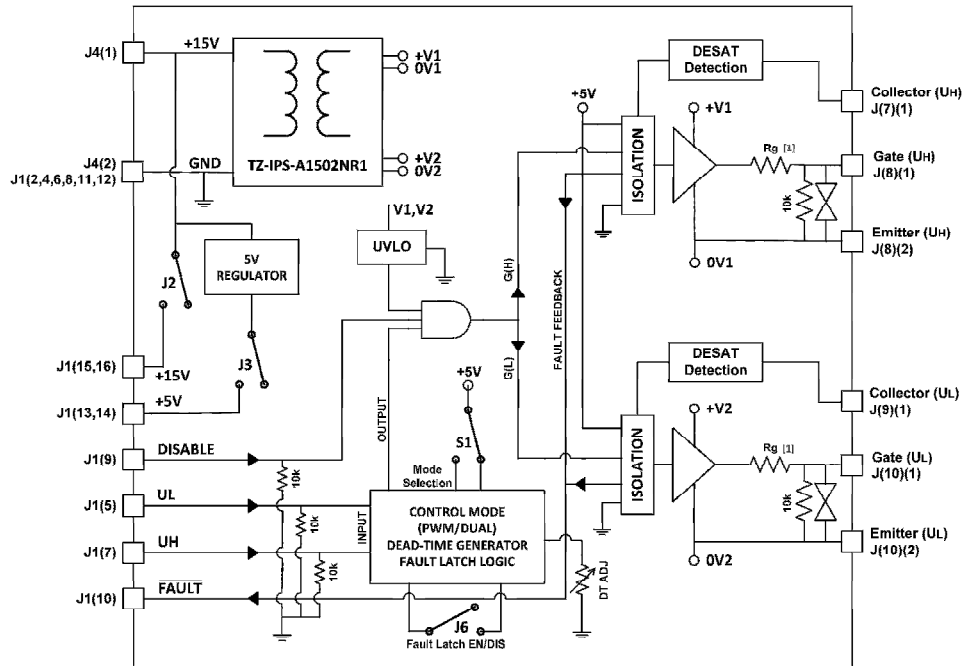 J4(1)
+15V
+V1
0V1
TZ-IPS-A1502NR1
+V2
0V2
J4(2)
J1(2,4,6,8,11,12)
GND
V1,V2
UVLO
5V
REGULATOR
J2
J3
J1(15,16)
+15V
J1(13,14)
+5V
J1(9)
DISABLE
10k
J1(5)
UL
10k
J1(7)
UH
10k
J1(10)
FAULT
OUTPUT
INPUT
Mode
Selection
+5V
S1
CONTROL MODE
(PWM/DUAL)
DEAD-TIME GENERATOR
FAULT LATCH LOGIC
J6
Fault Latch EN/DIS
DT ADJ
G(H)
G(L)
FAULT FEEDBACK
+5V
ISOLATION
DESAT
Detection
+V1
0V1
Rg [1]
10k
Collector (UH)
J(7)(1)
Gate (UH)
J(8)(1)
Emitter (UH)
J(8)(2)
ISOLATION
DESAT
Detection
+V2
0V2
Rg [1]
10k
Collector (UL)
J(9)(1)
Gate (UL)
J(10)(1)
Emitter (UL)
J(10)(2)